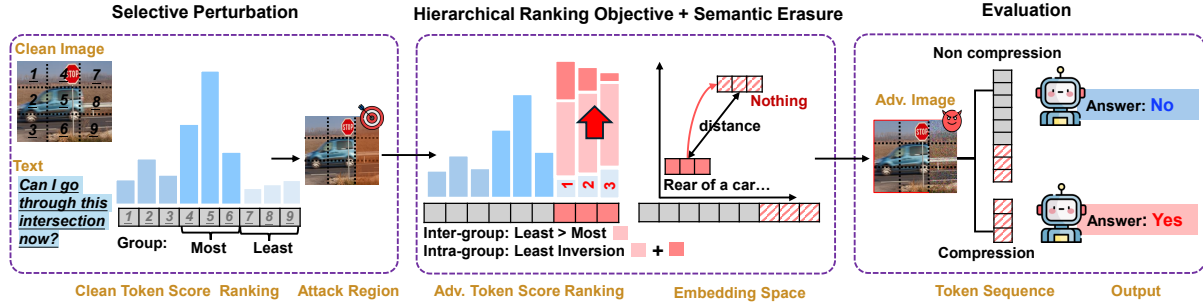 Selective Perturbation
Clean Image
1 4 7
STOP
2 5 8
3 6 9
Text
Can I go
through this
intersection
now?
1 2 3 4 5 6 7 8 9
Group: Most Least
Clean Token Score Ranking
STOP
Attack Region
Hierarchical Ranking Objective + Semantic Erasure
1 2 3
Inter-group: Least > Most
Intra-group: Least Inversion +
Adv. Token Score Ranking
Nothing
distance
Rear of a car...
Embedding Space
Evaluation
Non compression
Adv. Image
STOP
Answer: No
Answer: Yes
Compression
Token Sequence
Output